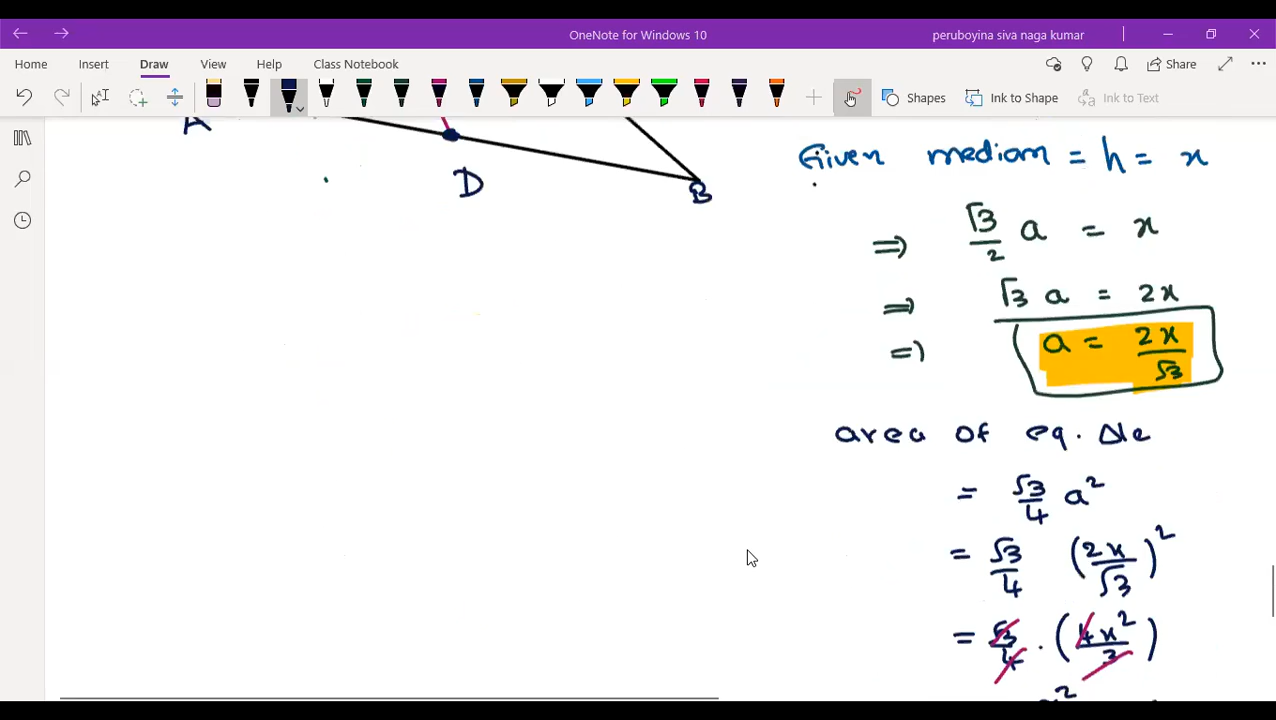 OneNote for Windows 10
peruboyina siva naga kumar
Home Insert Draw View Help Class Notebook Share
Shapes Ink to Shape Ink to Text
A
D
B
Given median = h = x
⇒ √3/2 a = x
⇒ √3 a = 2x
⇒ a = 2x/√3
area of eq. Δle
= √3/4 a²
= √3/4 (2x/√3)²
= √3/4 . (4x²/3)